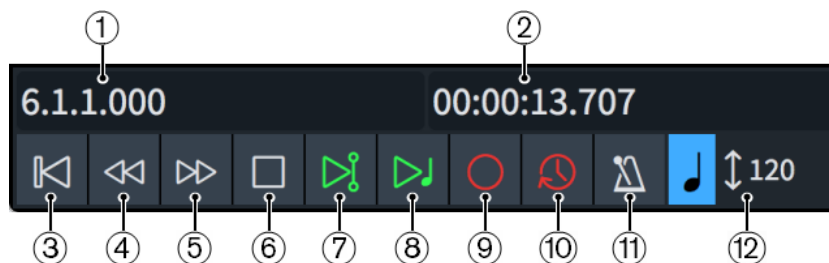 ① ②
6.1.1.000 00:00:13.707
120
③ ④ ⑤ ⑥ ⑦ ⑧ ⑨ ⑩ ⑪ ⑫